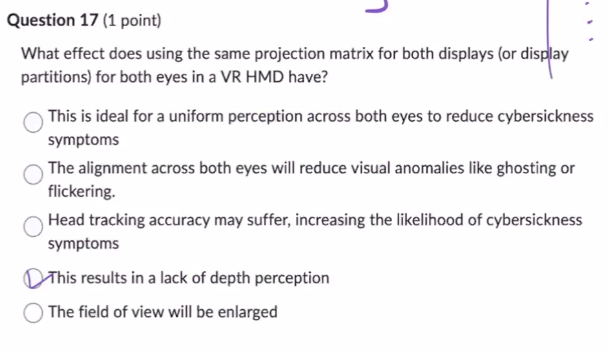 Question 17 (1 point)
What effect does using the same projection matrix for both displays (or display
partitions) for both eyes in a VR HMD have?
This is ideal for a uniform perception across both eyes to reduce cybersickness
symptoms
The alignment across both eyes will reduce visual anomalies like ghosting or
flickering.
Head tracking accuracy may suffer, increasing the likelihood of cybersickness
symptoms
This results in a lack of depth perception
The field of view will be enlarged